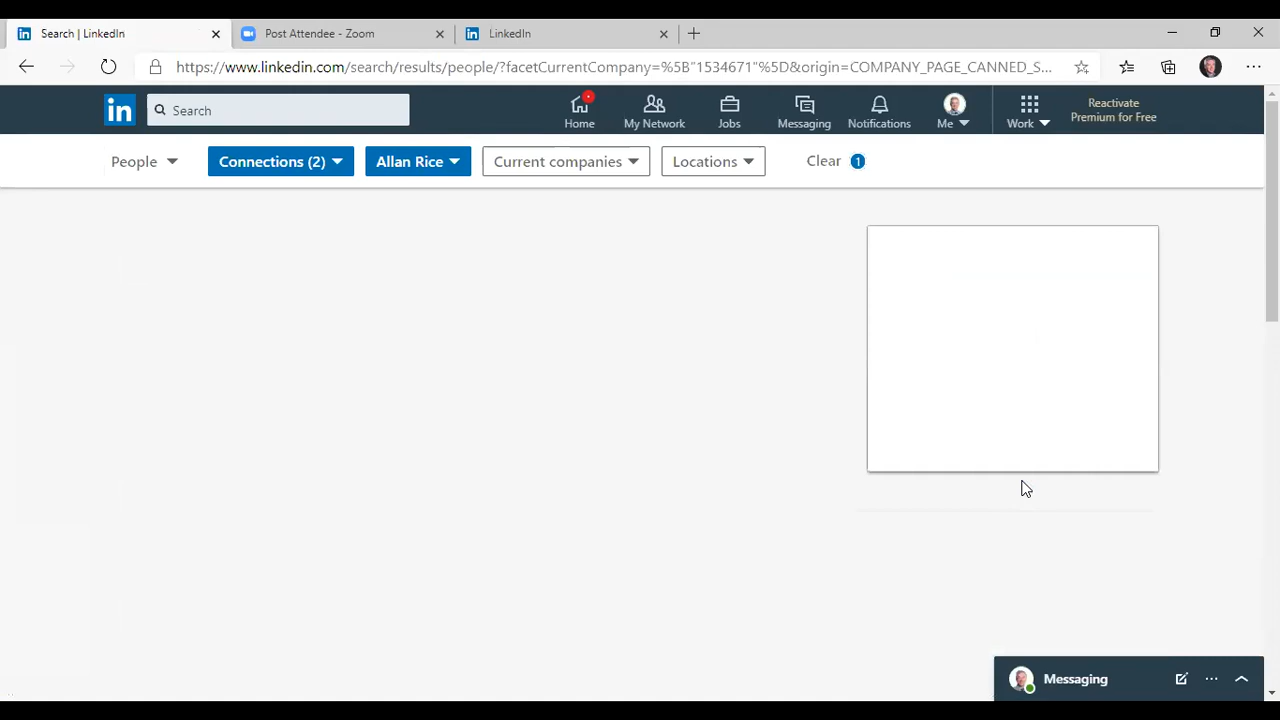 Search | LinkedIn
Post Attendee - Zoom
LinkedIn
https://www.linkedin.com/search/results/people/?facetCurrentCompany=%5B"1534671"%5D&origin=COMPANY_PAGE_CANNED_S...
in
Search
Home
My Network
Jobs
Messaging
Notifications
Me
Work
Reactivate
Premium for Free
People
Connections (2)
Allan Rice
Current companies
Locations
Clear 1
Messaging